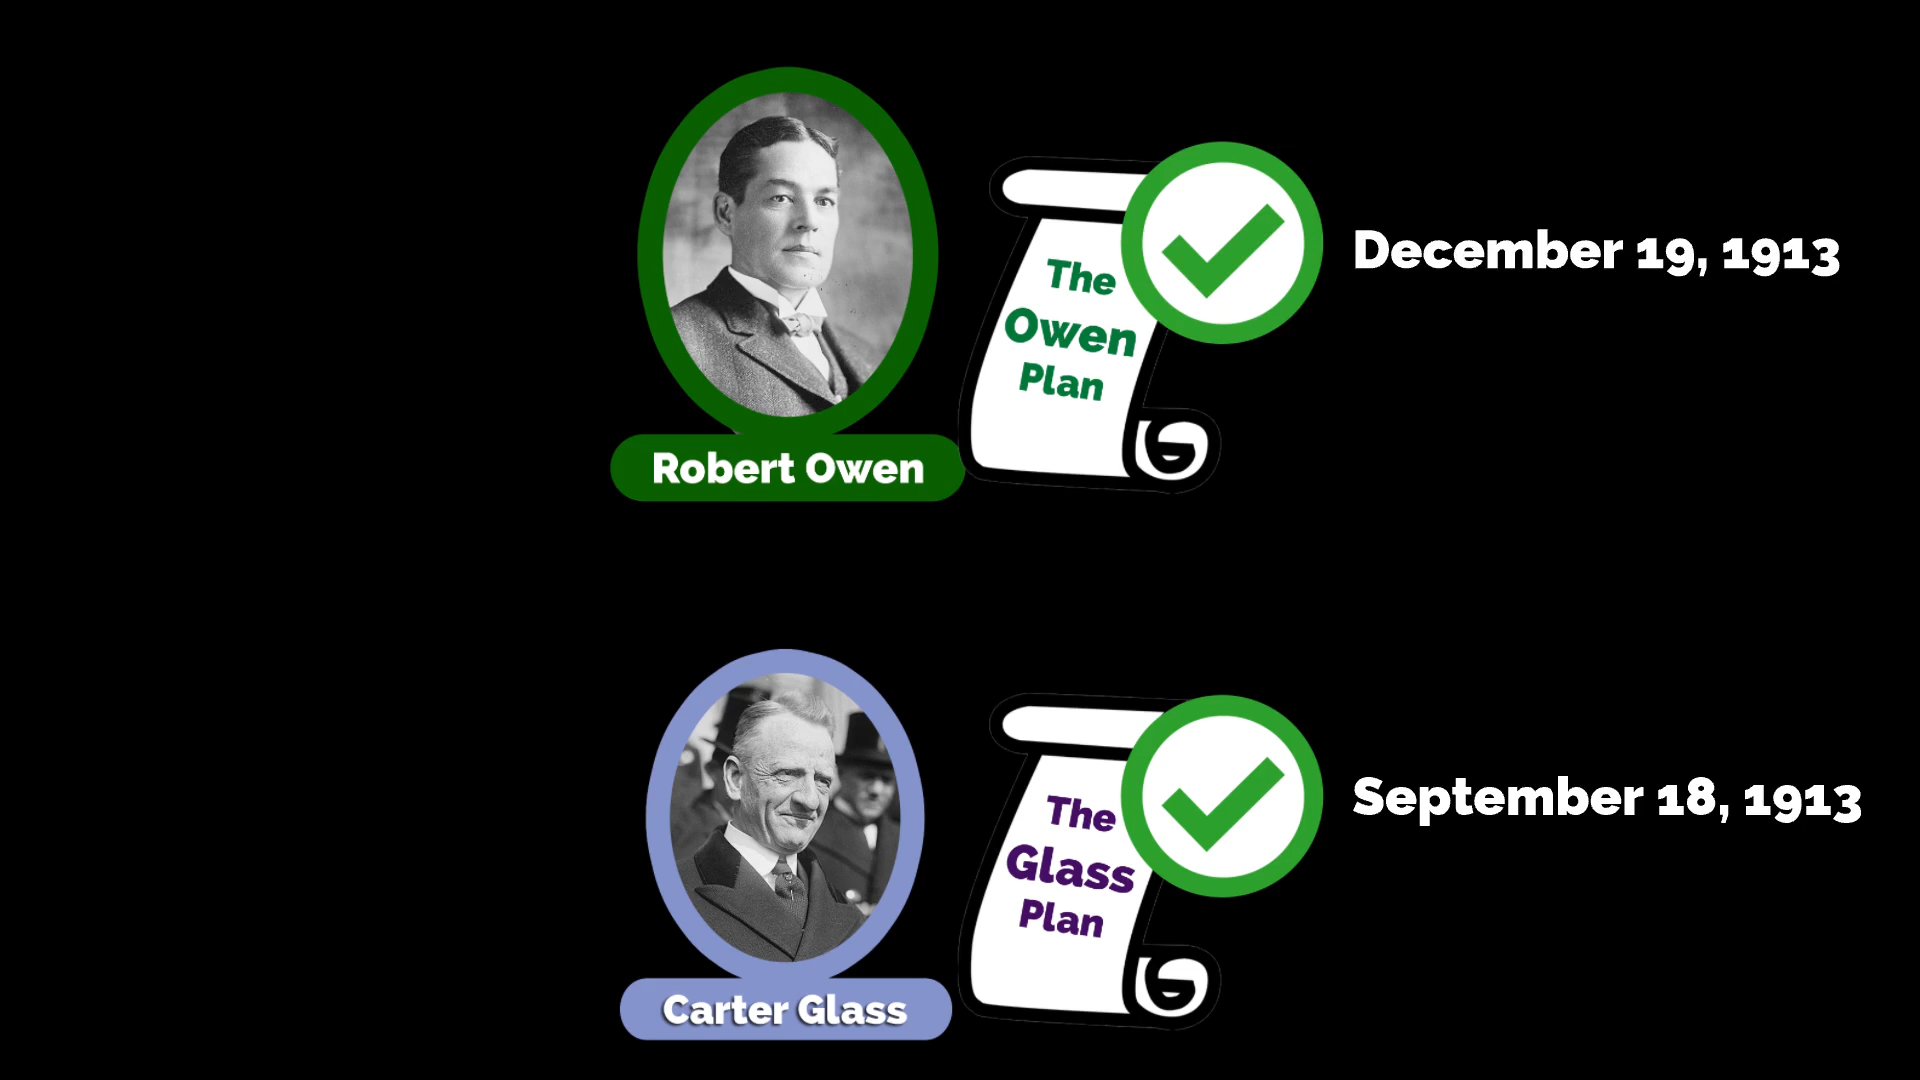 The
Owen
Plan
December 19, 1913
Robert Owen
The
Glass
Plan
September 18, 1913
Carter Glass